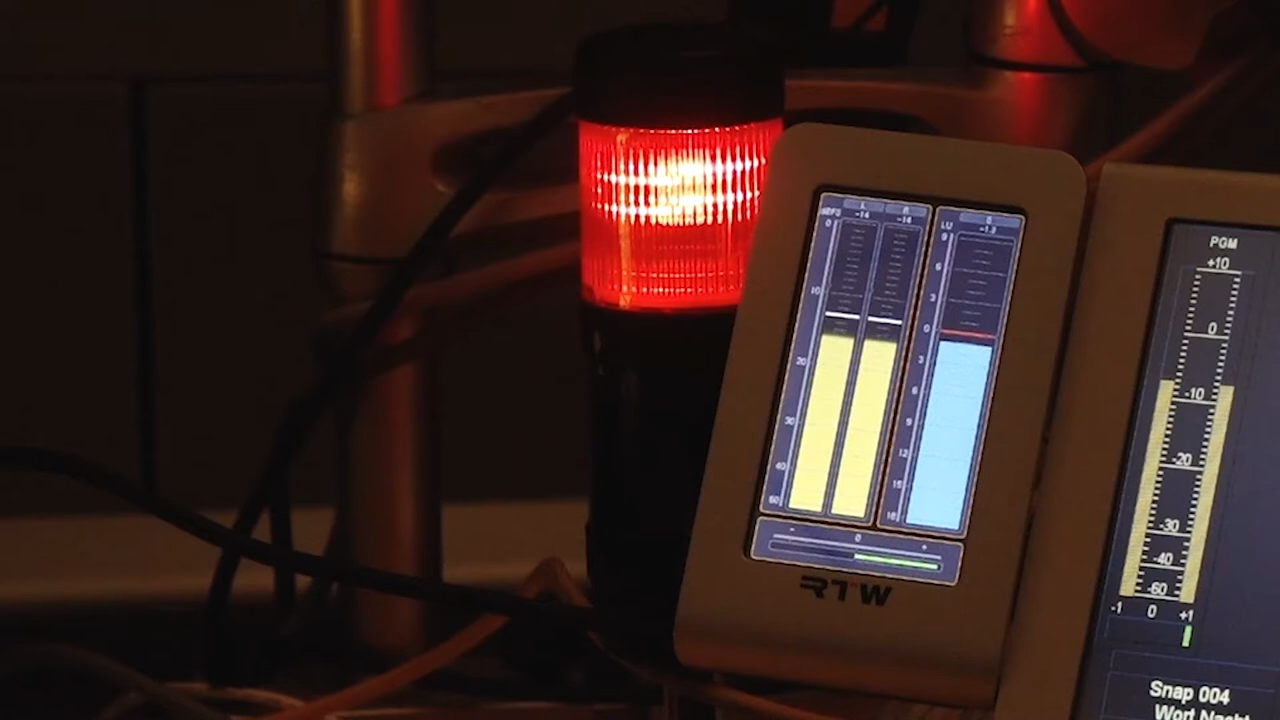 L R
dBFS -14 -14
0
10
20
30
40
60
S
LU -1.3
9
6
3
0
3
6
9
12
15
18
- 0 +
RTW
PGM
+10
0
-10
-20
-30
-40
-60
-1 0 +1
Snap 004
Wort Nacht